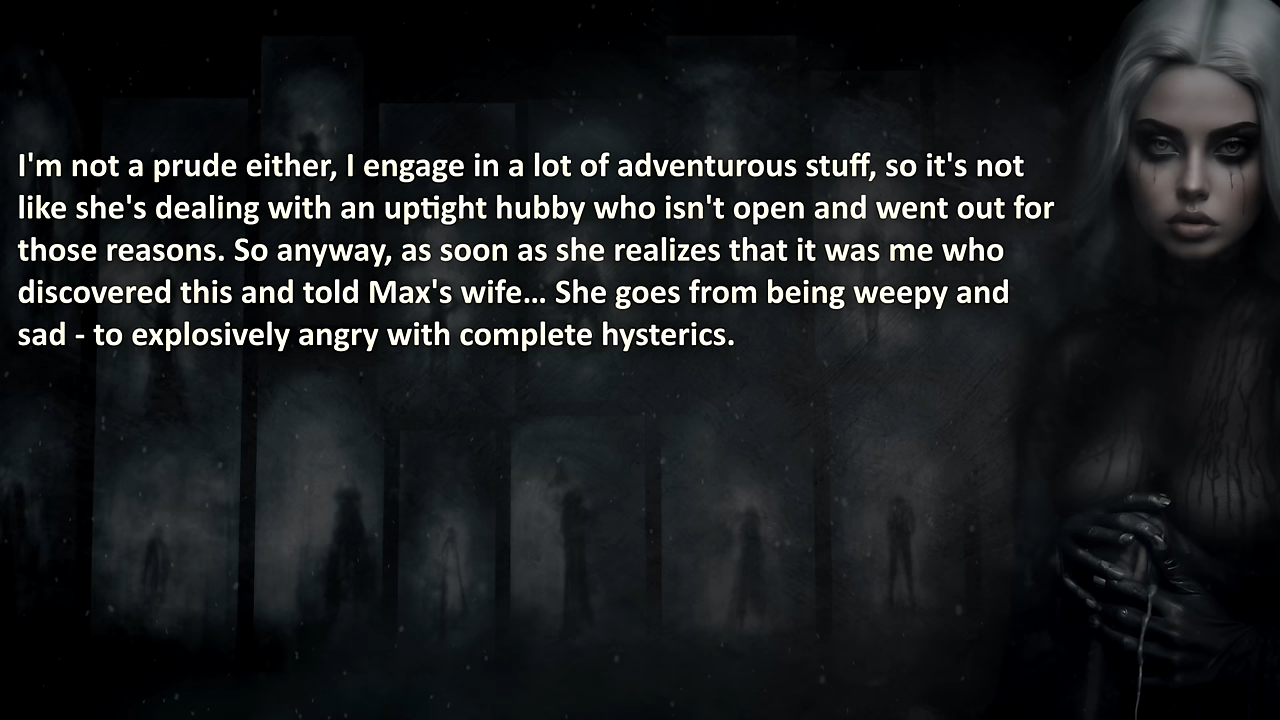 I'm not a prude either, I engage in a lot of adventurous stuff, so it's not
like she's dealing with an uptight hubby who isn't open and went out for
those reasons. So anyway, as soon as she realizes that it was me who
discovered this and told Max's wife... She goes from being weepy and
sad - to explosively angry with complete hysterics.